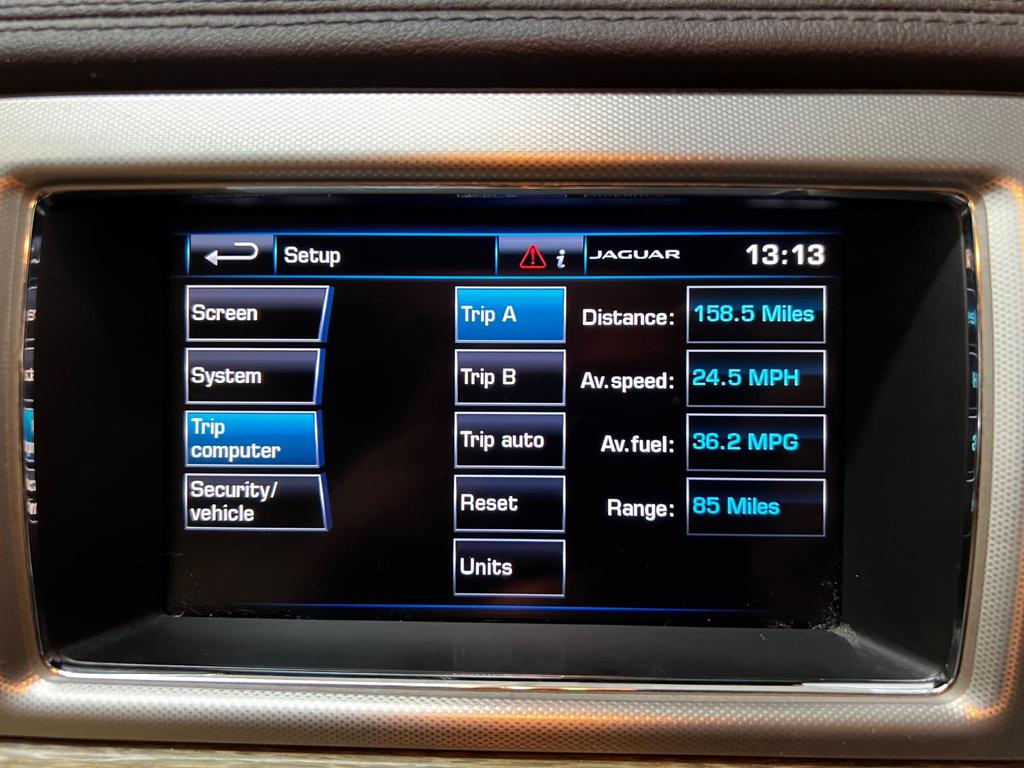 Setup
i
JAGUAR
13:13
Screen
Trip A
Distance:
158.5 Miles
System
Trip B
Av.speed:
24.5 MPH
Trip
computer
Trip auto
Av.fuel:
36.2 MPG
Security/
vehicle
Reset
Range:
85 Miles
Units